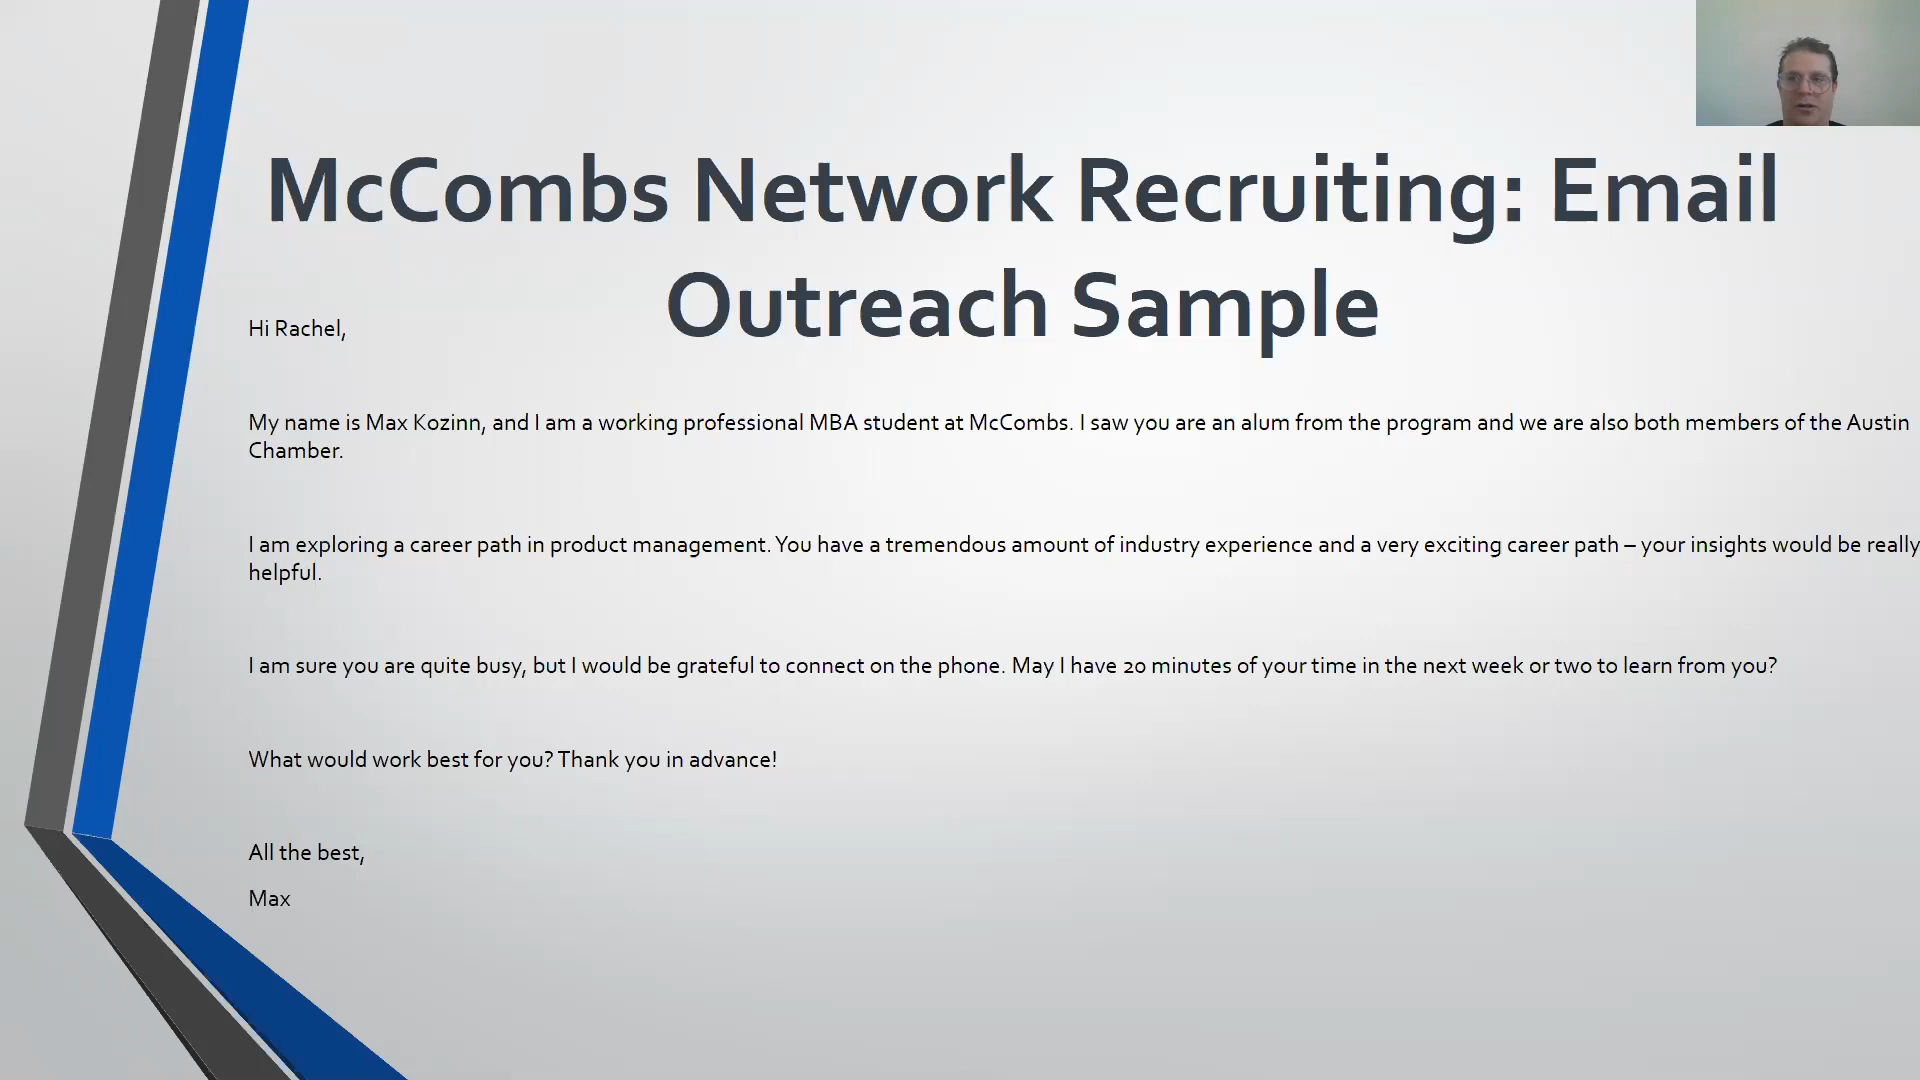 McCombs Network Recruiting: Email
Outreach Sample
Hi Rachel,
My name is Max Kozinn, and I am a working professional MBA student at McCombs. I saw you are an alum from the program and we are also both members of the Austin
Chamber.
I am exploring a career path in product management. You have a tremendous amount of industry experience and a very exciting career path – your insights would be really
helpful.
I am sure you are quite busy, but I would be grateful to connect on the phone. May I have 20 minutes of your time in the next week or two to learn from you?
What would work best for you? Thank you in advance!
All the best,
Max